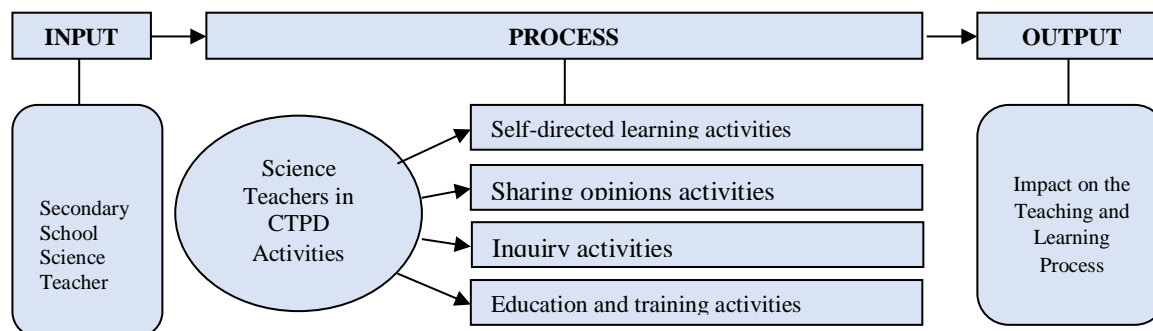 INPUT
PROCESS
OUTPUT
Secondary
School
Science
Teacher
Science
Teachers in
CTPD
Activities
Self-directed learning activities
Sharing opinions activities
Inquiry activities
Education and training activities
Impact on the
Teaching and
Learning
Process